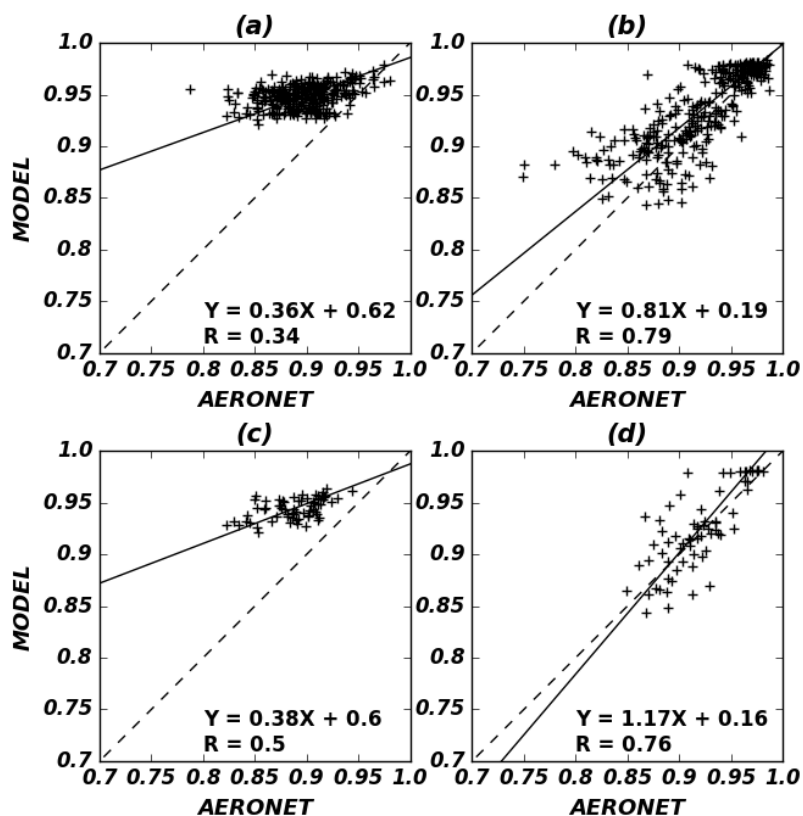 (a)
1.0
0.95
0.9
0.85
0.8
0.75
0.7
MODEL
Y = 0.36X + 0.62
R = 0.34
0.7 0.75 0.8 0.85 0.9 0.95 1.0
AERONET
(b)
1.0
0.95
0.9
0.85
0.8
0.75
0.7
Y = 0.81X + 0.19
R = 0.79
0.7 0.75 0.8 0.85 0.9 0.95 1.0
AERONET
(c)
1.0
0.95
0.9
0.85
0.8
0.75
0.7
MODEL
Y = 0.38X + 0.6
R = 0.5
0.7 0.75 0.8 0.85 0.9 0.95 1.0
AERONET
(d)
1.0
0.95
0.9
0.85
0.8
0.75
0.7
Y = 1.17X + 0.16
R = 0.76
0.7 0.75 0.8 0.85 0.9 0.95 1.0
AERONET